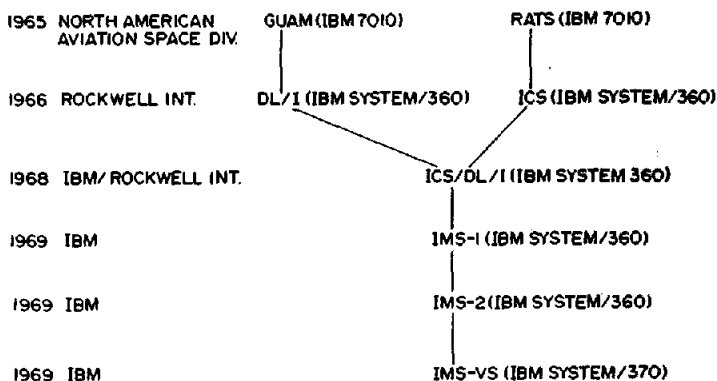 1965 NORTH AMERICAN AVIATION SPACE DIV. GUAM (IBM 7010) RATS (IBM 7010)
1966 ROCKWELL INT. DL/I (IBM SYSTEM/360) ICS (IBM SYSTEM/360)
1968 IBM/ROCKWELL INT. ICS/DL/I (IBM SYSTEM 360)
1969 IBM IMS-1 (IBM SYSTEM/360)
1969 IBM IMS-2 (IBM SYSTEM/360)
1969 IBM IMS-VS (IBM SYSTEM/370)